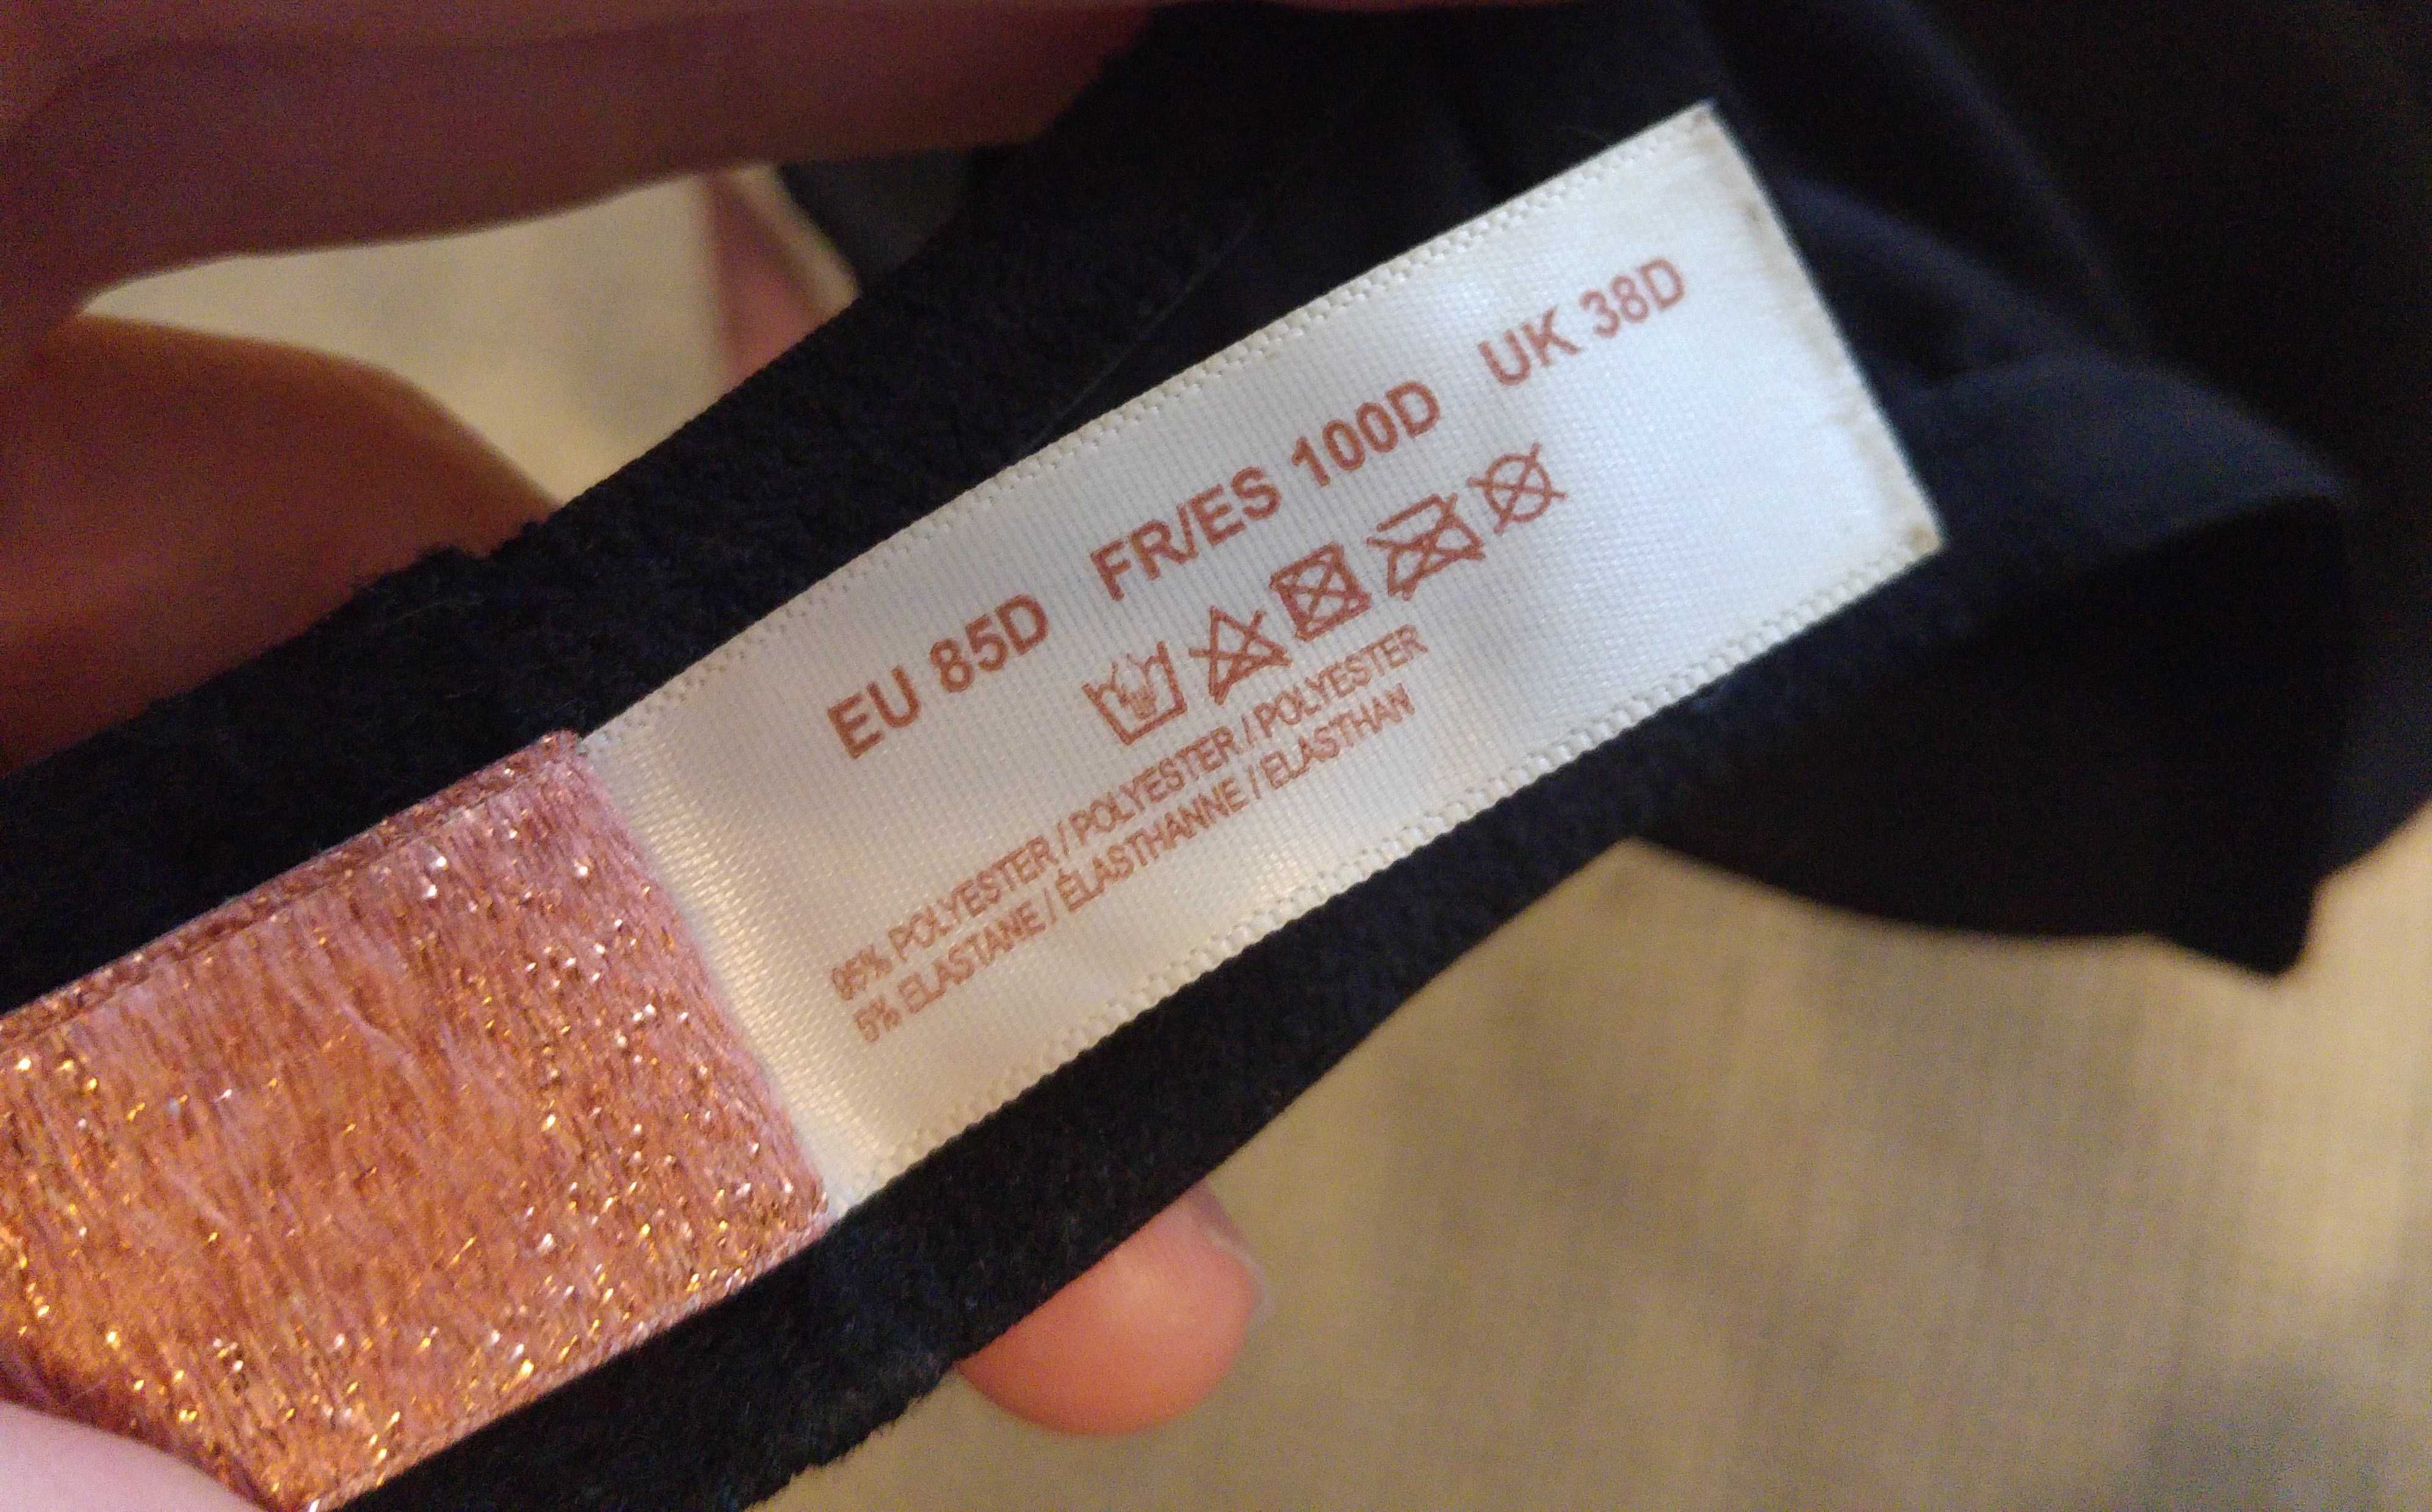 EU 85D FR/ES 100D UK 38D
95% POLYESTER / POLYESTER / POLYESTER
5% ELASTANE / ÉLASTHANNE / ELASTHAN